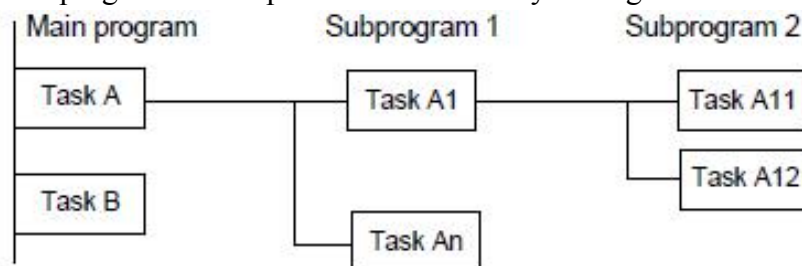 Main program Subprogram 1 Subprogram 2
Task A Task A1 Task A11
Task A12
Task B
Task An